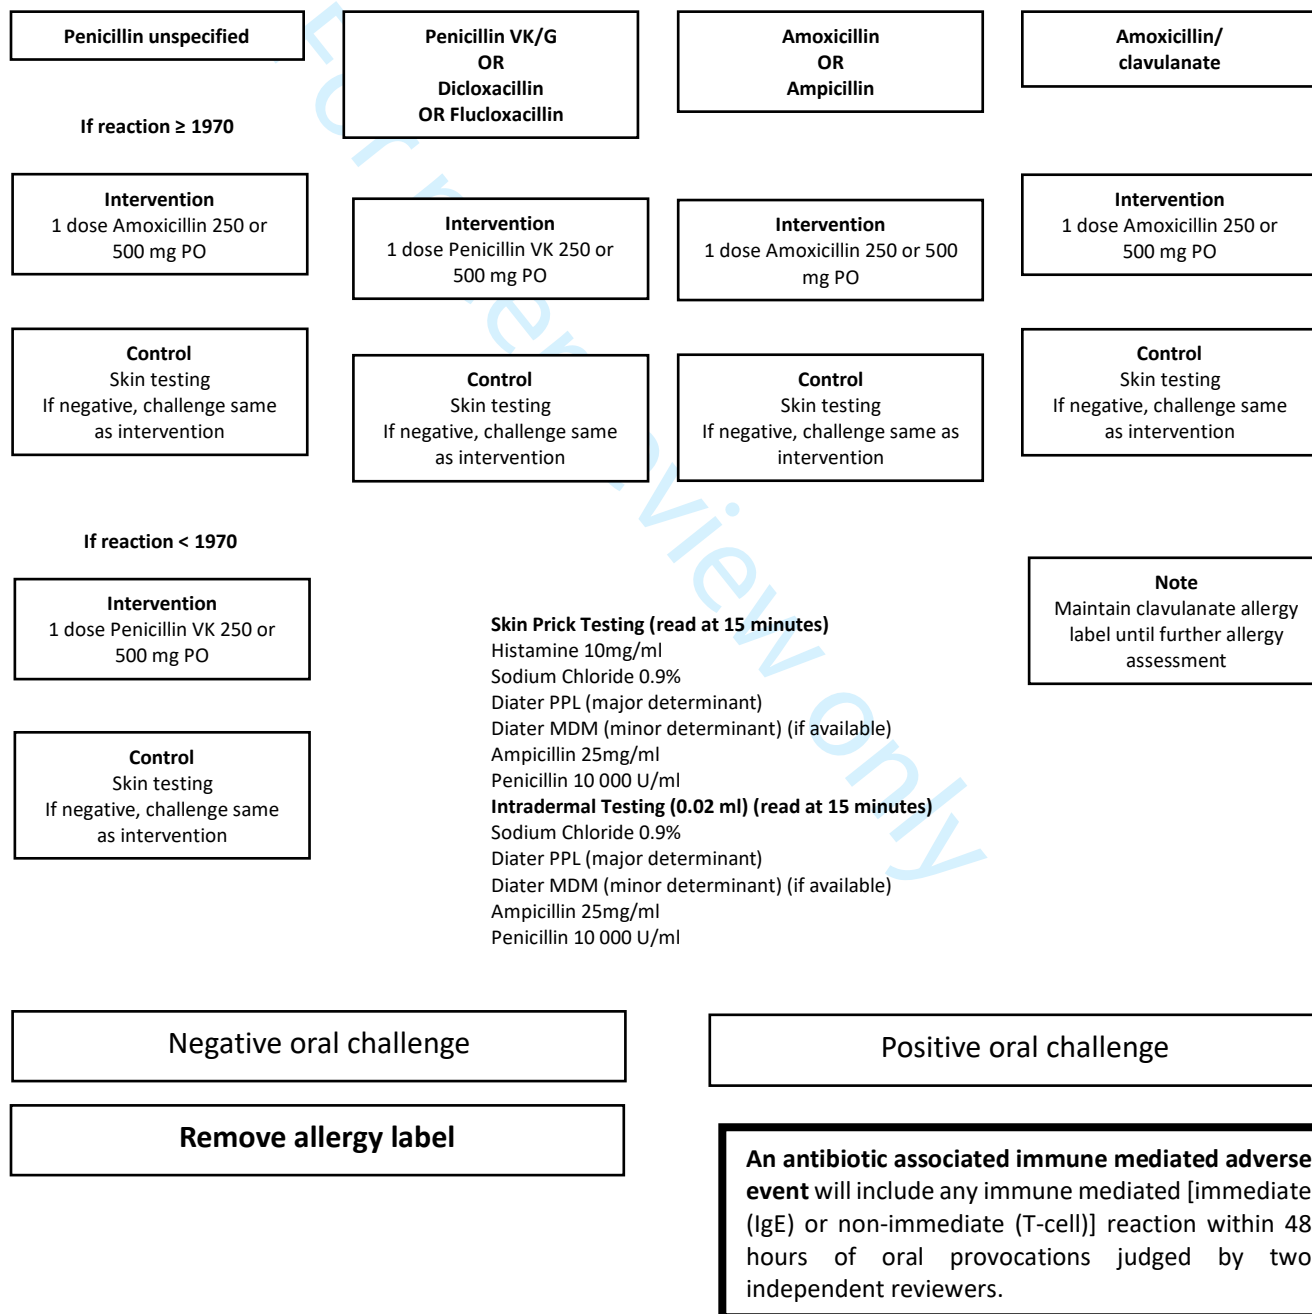 Penicillin unspecified
If reaction ≥ 1970
Intervention
1 dose Amoxicillin 250 or
500 mg PO
Control
Skin testing
If negative, challenge same
as intervention
If reaction < 1970
Intervention
1 dose Penicillin VK 250 or
500 mg PO
Control
Skin testing
If negative, challenge same
as intervention
Penicillin VK/G
OR
Dicloxacillin
OR Flucloxacillin
Intervention
1 dose Penicillin VK 250 or
500 mg PO
Control
Skin testing
If negative, challenge same
as intervention
Amoxicillin
OR
Ampicillin
Intervention
1 dose Amoxicillin 250 or 500
mg PO
Control
Skin testing
If negative, challenge same as
intervention
Amoxicillin/
clavulanate
Intervention
1 dose Amoxicillin 250 or
500 mg PO
Control
Skin testing
If negative, challenge same
as intervention
Note
Maintain clavulanate allergy
label until further allergy
assessment
Skin Prick Testing (read at 15 minutes)
Histamine 10mg/ml
Sodium Chloride 0.9%
Diater PPL (major determinant)
Diater MDM (minor determinant) (if available)
Ampicillin 25mg/ml
Penicillin 10 000 U/ml
Intradermal Testing (0.02 ml) (read at 15 minutes)
Sodium Chloride 0.9%
Diater PPL (major determinant)
Diater MDM (minor determinant) (if available)
Ampicillin 25mg/ml
Penicillin 10 000 U/ml
Negative oral challenge
Remove allergy label
Positive oral challenge
An antibiotic associated immune mediated adverse
event will include any immune mediated [immediate
(IgE) or non-immediate (T-cell)] reaction within 48
hours of oral provocations judged by two
independent reviewers.
For peer review only